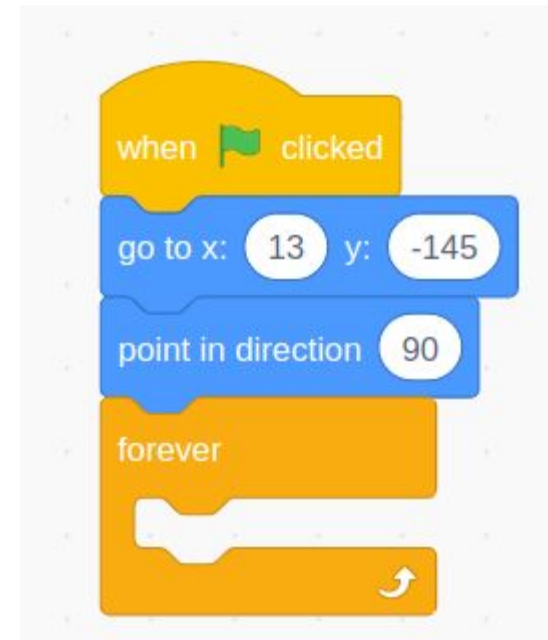 when clicked
go to x: 13 y: -145
point in direction 90
forever